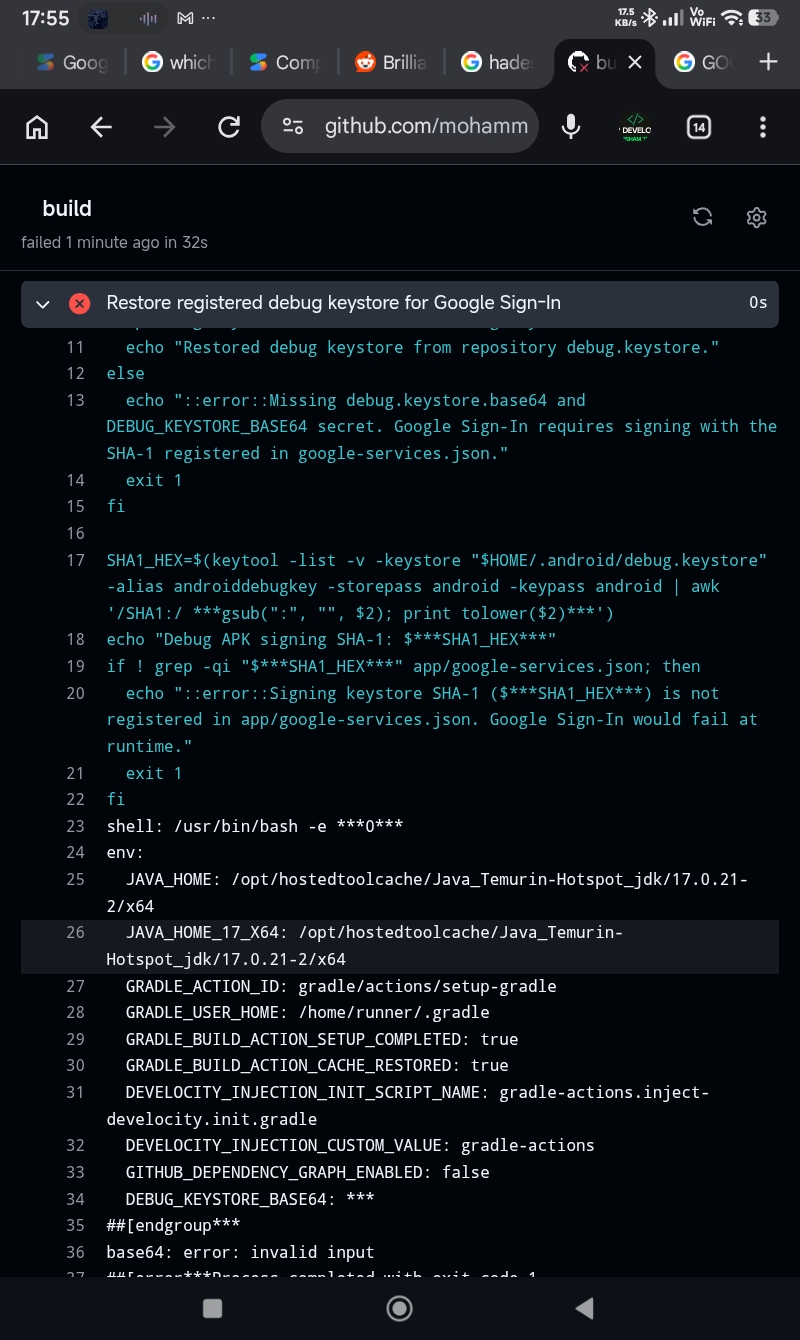 17:55
17.5 KB/s Vo WiFi 33
Goog
which
Comp
Brillia
hade
bu
GO
github.com/mohamm
DEVELO
14
build
failed 1 minute ago in 32s
Restore registered debug keystore for Google Sign-In 0s
11 echo "Restored debug keystore from repository debug.keystore."
12 else
13 echo "::error::Missing debug.keystore.base64 and
DEBUG_KEYSTORE_BASE64 secret. Google Sign-In requires signing with the
SHA-1 registered in google-services.json."
14 exit 1
15 fi
16
17 SHA1_HEX=$(keytool -list -v -keystore "$HOME/.android/debug.keystore"
-alias androiddebugkey -storepass android -keypass android | awk
'/SHA1:/ ***gsub(":", "", $2); print tolower($2)***')
18 echo "Debug APK signing SHA-1: $***SHA1_HEX***"
19 if ! grep -qi "$***SHA1_HEX***" app/google-services.json; then
20 echo "::error::Signing keystore SHA-1 ($***SHA1_HEX***) is not
registered in app/google-services.json. Google Sign-In would fail at
runtime."
21 exit 1
22 fi
23 shell: /usr/bin/bash -e ***0***
24 env:
25 JAVA_HOME: /opt/hostedtoolcache/Java_Temurin-Hotspot_jdk/17.0.21-
2/x64
26 JAVA_HOME_17_X64: /opt/hostedtoolcache/Java_Temurin-
Hotspot_jdk/17.0.21-2/x64
27 GRADLE_ACTION_ID: gradle/actions/setup-gradle
28 GRADLE_USER_HOME: /home/runner/.gradle
29 GRADLE_BUILD_ACTION_SETUP_COMPLETED: true
30 GRADLE_BUILD_ACTION_CACHE_RESTORED: true
31 DEVELOCITY_INJECTION_INIT_SCRIPT_NAME: gradle-actions.inject-
develocity.init.gradle
32 DEVELOCITY_INJECTION_CUSTOM_VALUE: gradle-actions
33 GITHUB_DEPENDENCY_GRAPH_ENABLED: false
34 DEBUG_KEYSTORE_BASE64: ***
35 ##[endgroup***
36 base64: error: invalid input
37 ##[error***Process completed with exit code 1